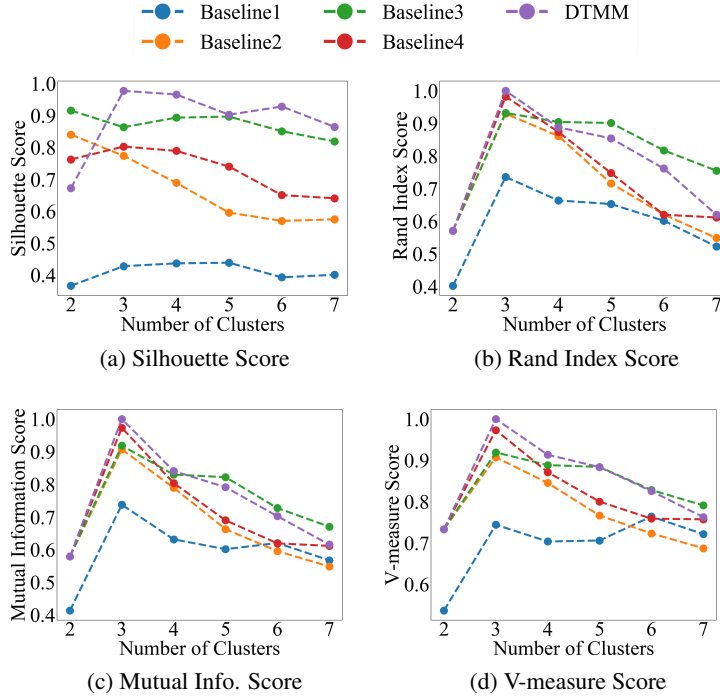 Baseline1 Baseline3 DTMM
Baseline2 Baseline4
Silhouette Score
1.0
0.9
0.8
0.7
0.6
0.5
0.4
2 3 4 5 6 7
Number of Clusters
(a) Silhouette Score
Rand Index Score
1.0
0.9
0.8
0.7
0.6
0.5
0.4
2 3 4 5 6 7
Number of Clusters
(b) Rand Index Score
Mutual Information Score
1.0
0.9
0.8
0.7
0.6
0.5
0.4
2 3 4 5 6 7
Number of Clusters
(c) Mutual Info. Score
V-measure Score
1.0
0.9
0.8
0.7
0.6
2 3 4 5 6 7
Number of Clusters
(d) V-measure Score